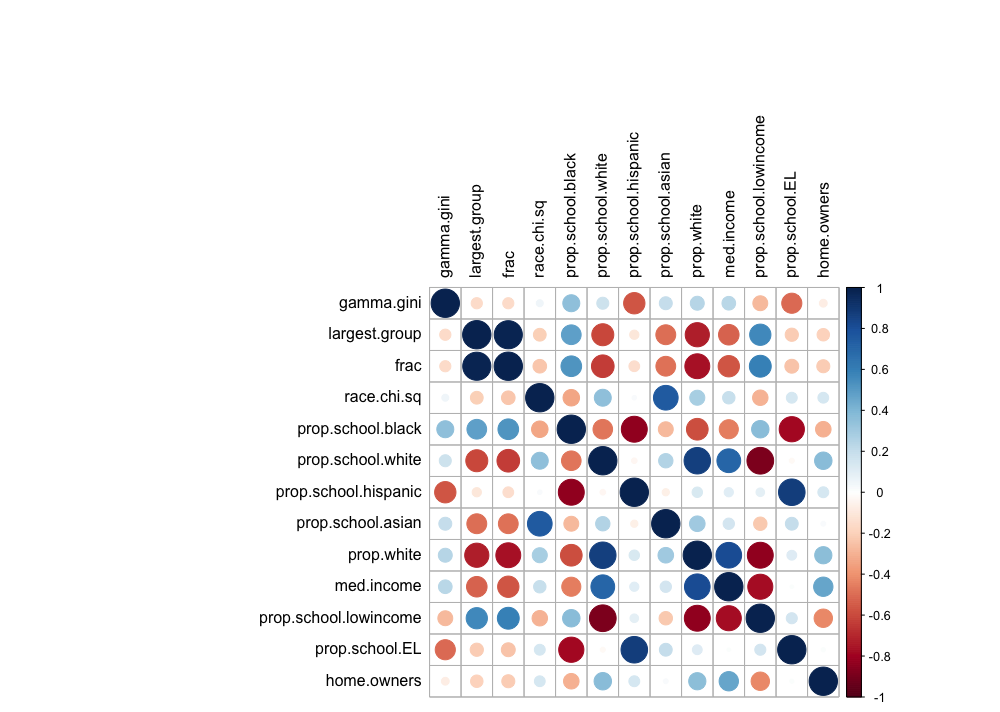 gamma.gini
largest.group
frac
race.chi.sq
prop.school.black
prop.school.white
prop.school.hispanic
prop.school.asian
prop.white
med.income
prop.school.lowincome
prop.school.EL
home.owners
gamma.gini
largest.group
frac
race.chi.sq
prop.school.black
prop.school.white
prop.school.hispanic
prop.school.asian
prop.white
med.income
prop.school.lowincome
prop.school.EL
home.owners
1
0.8
0.6
0.4
0.2
0
-0.2
-0.4
-0.6
-0.8
-1